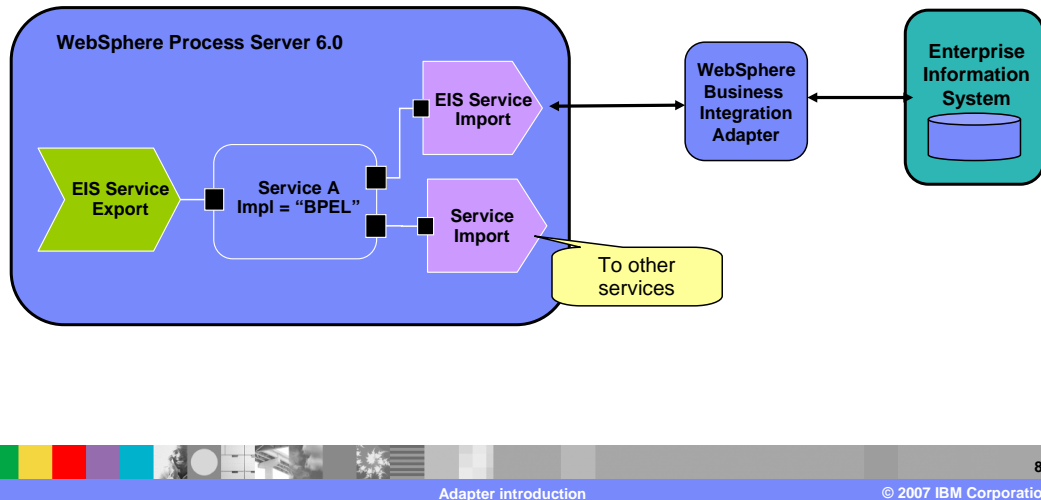 WebSphere Process Server 6.0
EIS Service
Export
Service A
Impl = “BPEL”
EIS Service
Import
Service
Import
To other
services
WebSphere
Business
Integration
Adapter
Enterprise
Information
System
8
Adapter introduction
© 2007 IBM Corporatio